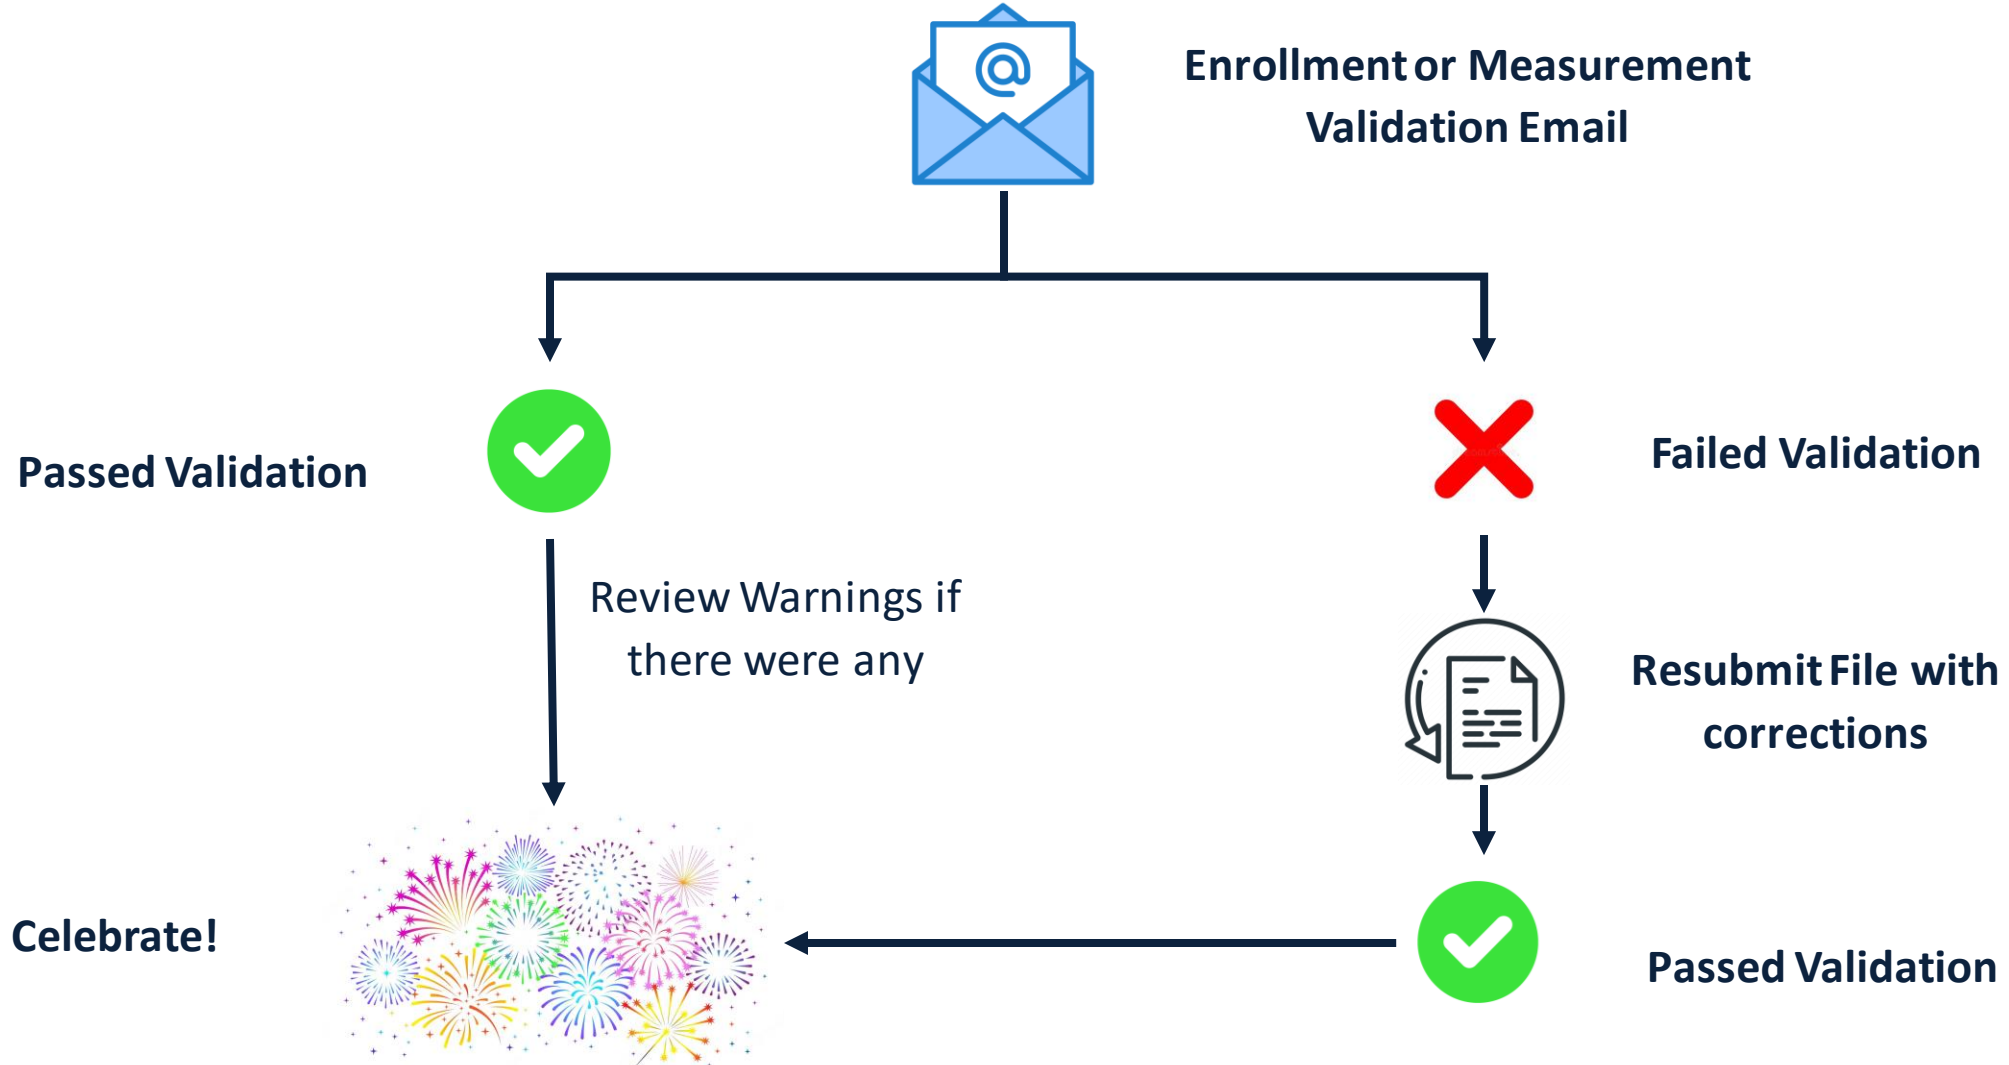 Enrollment or Measurement
Validation Email
Passed Validation
Failed Validation
Review Warnings if
there were any
Resubmit File with
corrections
Celebrate!
Passed Validation